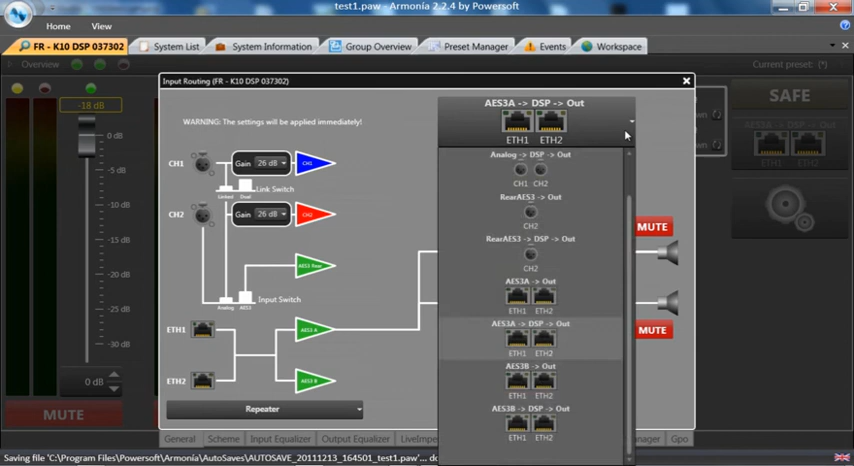 test1.paw - Armonía 2.2.4 by Powersoft
Home View
FR - K10 DSP 037302 System List System Information Group Overview Preset Manager Events Workspace
Overview Current preset: (*)
Input Routing (FR - K10 DSP 037302)
-18 dB
0 dB
-5 dB
-10 dB
-15 dB
-20 dB
-25 dB
-30 dB
0 dB
MUTE
WARNING: The settings will be applied immediately!
CH1 Gain 26 dB CH1
Linked Dual Link Switch
CH2 Gain 26 dB CH2
AES3 Rear
Analog AES3 Input Switch
ETH1 AES3 A
ETH2 AES3 B
Repeater
AES3A -> DSP -> Out
ETH1 ETH2
Analog -> DSP -> Out
CH1 CH2
RearAES3 -> Out
CH2
RearAES3 -> DSP -> Out
CH2
AES3A -> Out
ETH1 ETH2
AES3A -> DSP -> Out
ETH1 ETH2
AES3B -> Out
ETH1 ETH2
AES3B -> DSP -> Out
ETH1 ETH2
MUTE
MUTE
SAFE
AES3A -> DSP -> Out
ETH1 ETH2
General Scheme Input Equalizer Output Equalizer Gpo
Saving file 'C:\Program Files\Powersoft\Armonía\AutoSaves\AUTOSAVE_20111213_164501_test1.paw'...